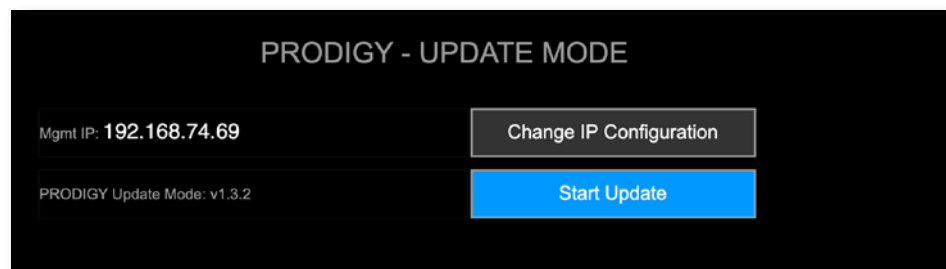 PRODIGY - UPDATE MODE
Mgmt IP: 192.168.74.69
Change IP Configuration
PRODIGY Update Mode: v1.3.2
Start Update